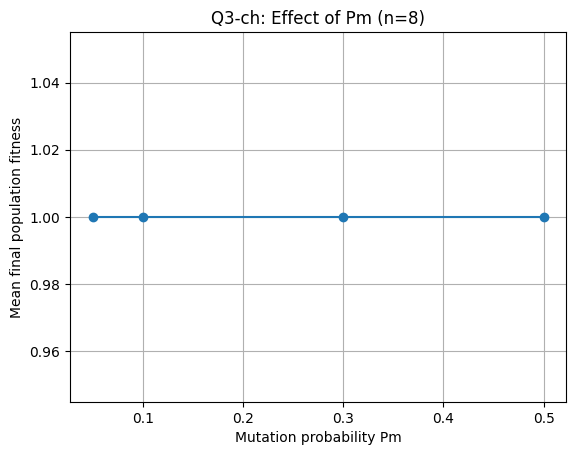 Q3-ch: Effect of Pm (n=8)
Mean final population fitness
1.04
1.02
1.00
0.98
0.96
0.1 0.2 0.3 0.4 0.5
Mutation probability Pm